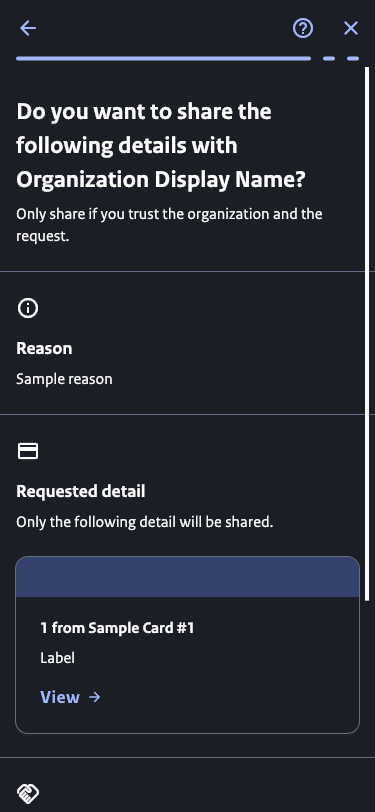 Do you want to share the
following details with
Organization Display Name?
Only share if you trust the organization and the
request.
Reason
Sample reason
Requested detail
Only the following detail will be shared.
1 from Sample Card #1
Label
View